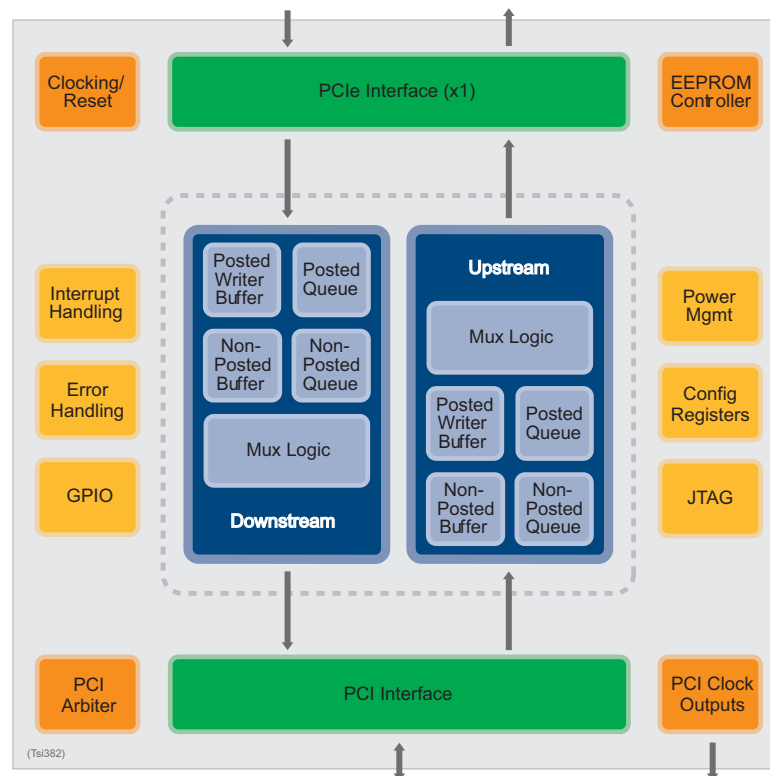 Clocking/
Reset
PCIe Interface (x1)
EEPROM
Controller
Posted
Writer
Buffer
Posted
Queue
Non-
Posted
Buffer
Non-
Posted
Queue
Mux Logic
Downstream
Upstream
Mux Logic
Posted
Writer
Buffer
Posted
Queue
Non-
Posted
Buffer
Non-
Posted
Queue
Interrupt
Handling
Error
Handling
GPIO
Power
Mgmt
Config
Registers
JTAG
PCI
Arbiter
PCI Interface
PCI Clock
Outputs
(Tsi382)